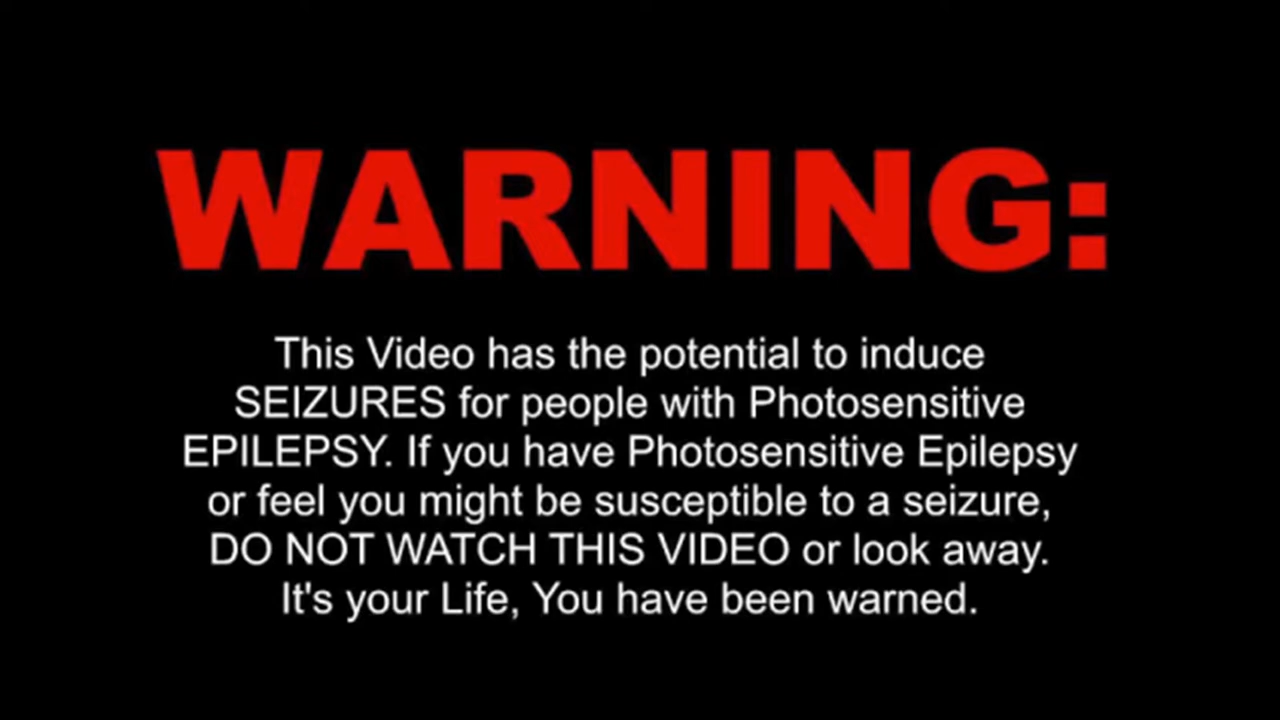 WARNING:
This Video has the potential to induce
SEIZURES for people with Photosensitive
EPILEPSY. If you have Photosensitive Epilepsy
or feel you might be susceptible to a seizure,
DO NOT WATCH THIS VIDEO or look away.
It's your Life, You have been warned.